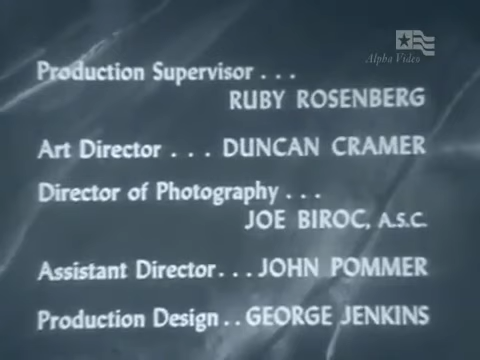 Alpha Video
Production Supervisor . . .
RUBY ROSENBERG
Art Director . . . DUNCAN CRAMER
Director of Photography . . .
JOE BIROC, A.S.C.
Assistant Director . . . JOHN POMMER
Production Design . . GEORGE JENKINS